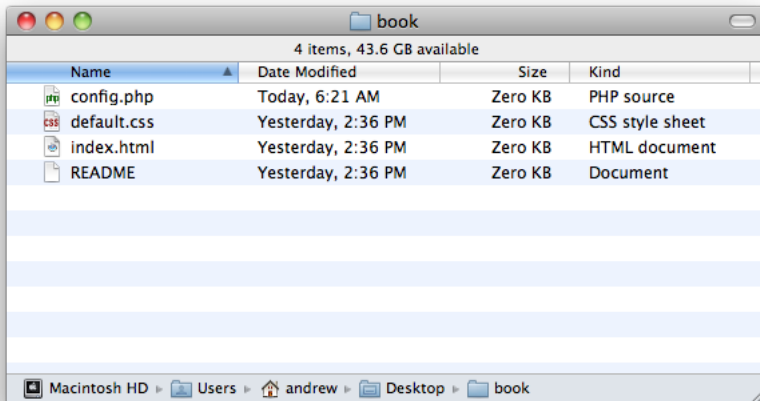 book
4 items, 43.6 GB available
Name Date Modified Size Kind
php config.php Today, 6:21 AM Zero KB PHP source
css default.css Yesterday, 2:36 PM Zero KB CSS style sheet
index.html Yesterday, 2:36 PM Zero KB HTML document
README Yesterday, 2:36 PM Zero KB Document
Macintosh HD Users andrew Desktop book